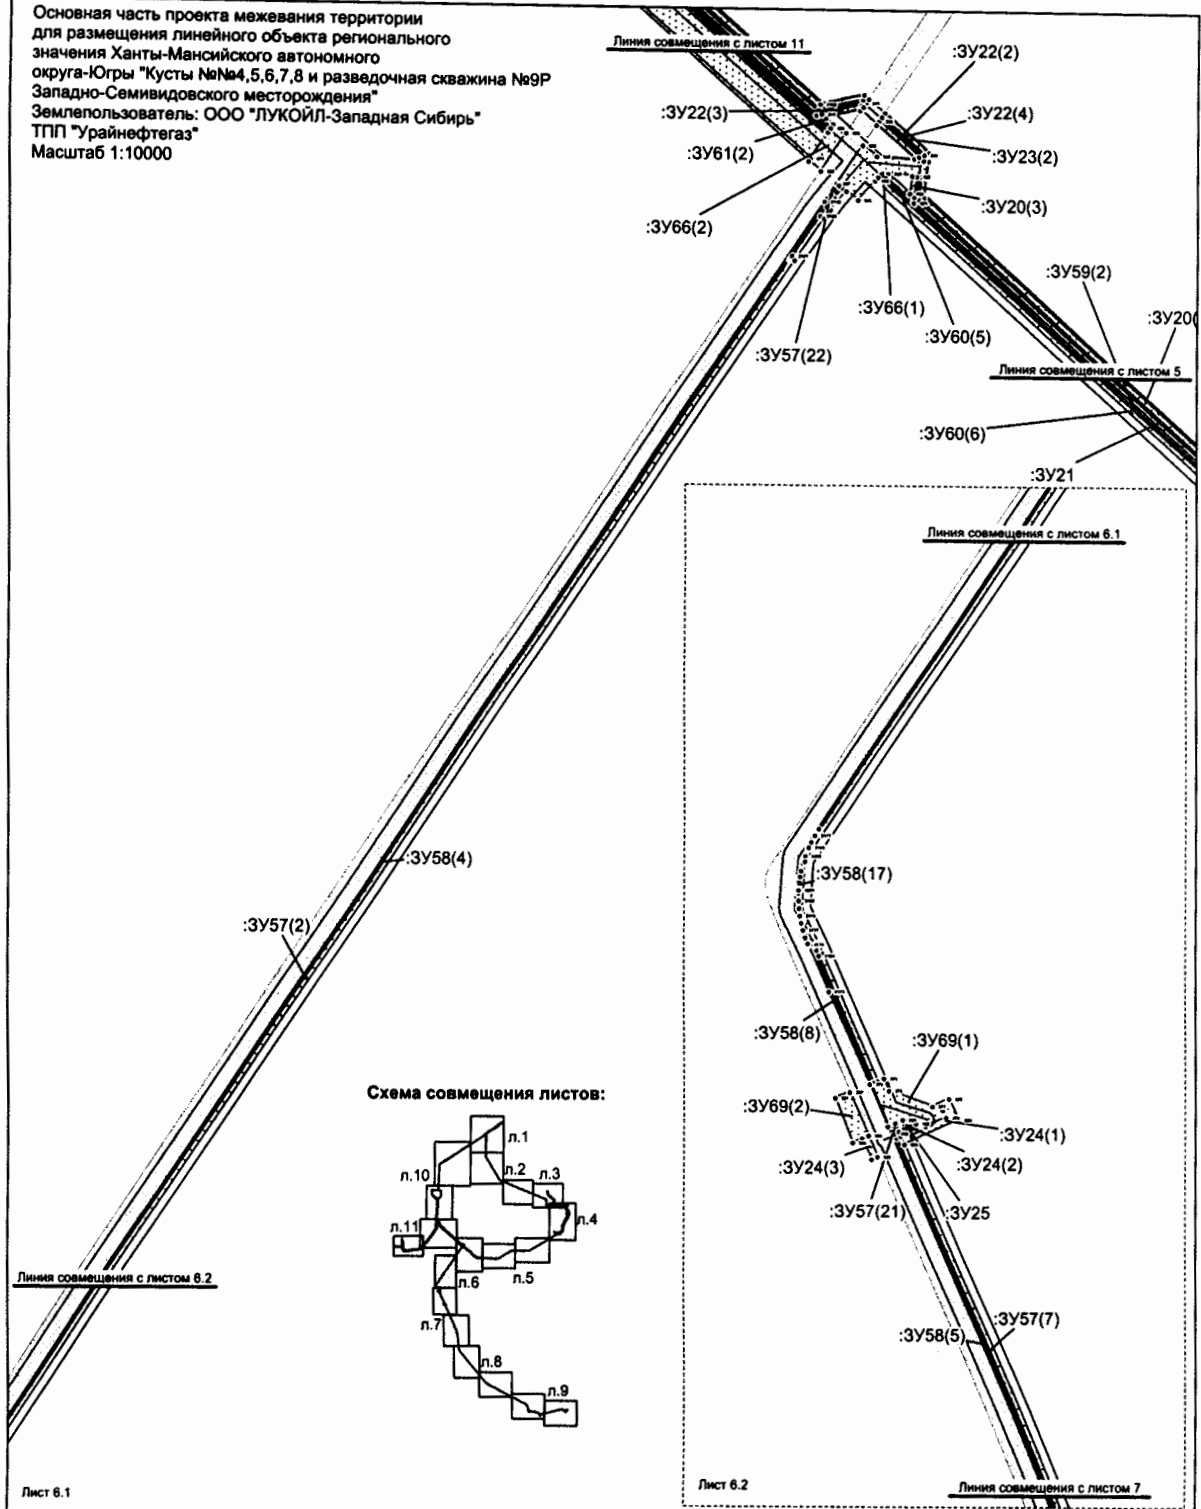 Основная часть проекта межевания территории
для размещения линейного объекта регионального
значения Ханты-Мансийского автономного
округа-Югры "Кусты №№4,5,6,7,8 и разведочная скважина №9Р
Западно-Семивидовского месторождения"
Землепользователь: ООО "ЛУКОЙЛ-Западная Сибирь"
ТПП "Урайнефтегаз"
Масштаб 1:10000
Линия совмещения с листом 11
:ЗУ22(2)
:ЗУ22(3)
:ЗУ22(4)
:ЗУ61(2)
:ЗУ23(2)
:ЗУ20(3)
:ЗУ66(2)
:ЗУ59(2)
:ЗУ66(1)
:ЗУ20(
:ЗУ60(5)
:ЗУ57(22)
Линия совмещения с листом 5
:ЗУ60(6)
:ЗУ21
Линия совмещения с листом 6.1
:ЗУ58(4)
:ЗУ58(17)
:ЗУ57(2)
:ЗУ58(8)
:ЗУ69(1)
Схема совмещения листов:
:ЗУ69(2)
:ЗУ24(1)
:ЗУ24(3)
:ЗУ24(2)
:ЗУ57(21)
:ЗУ25
л.1
л.2
л.3
л.10
л.4
л.11
л.5
л.6
л.7
л.8
л.9
Линия совмещения с листом 6.2
:ЗУ57(7)
:ЗУ58(5)
Лист 6.1
Лист 6.2
Линия совмещения с листом 7